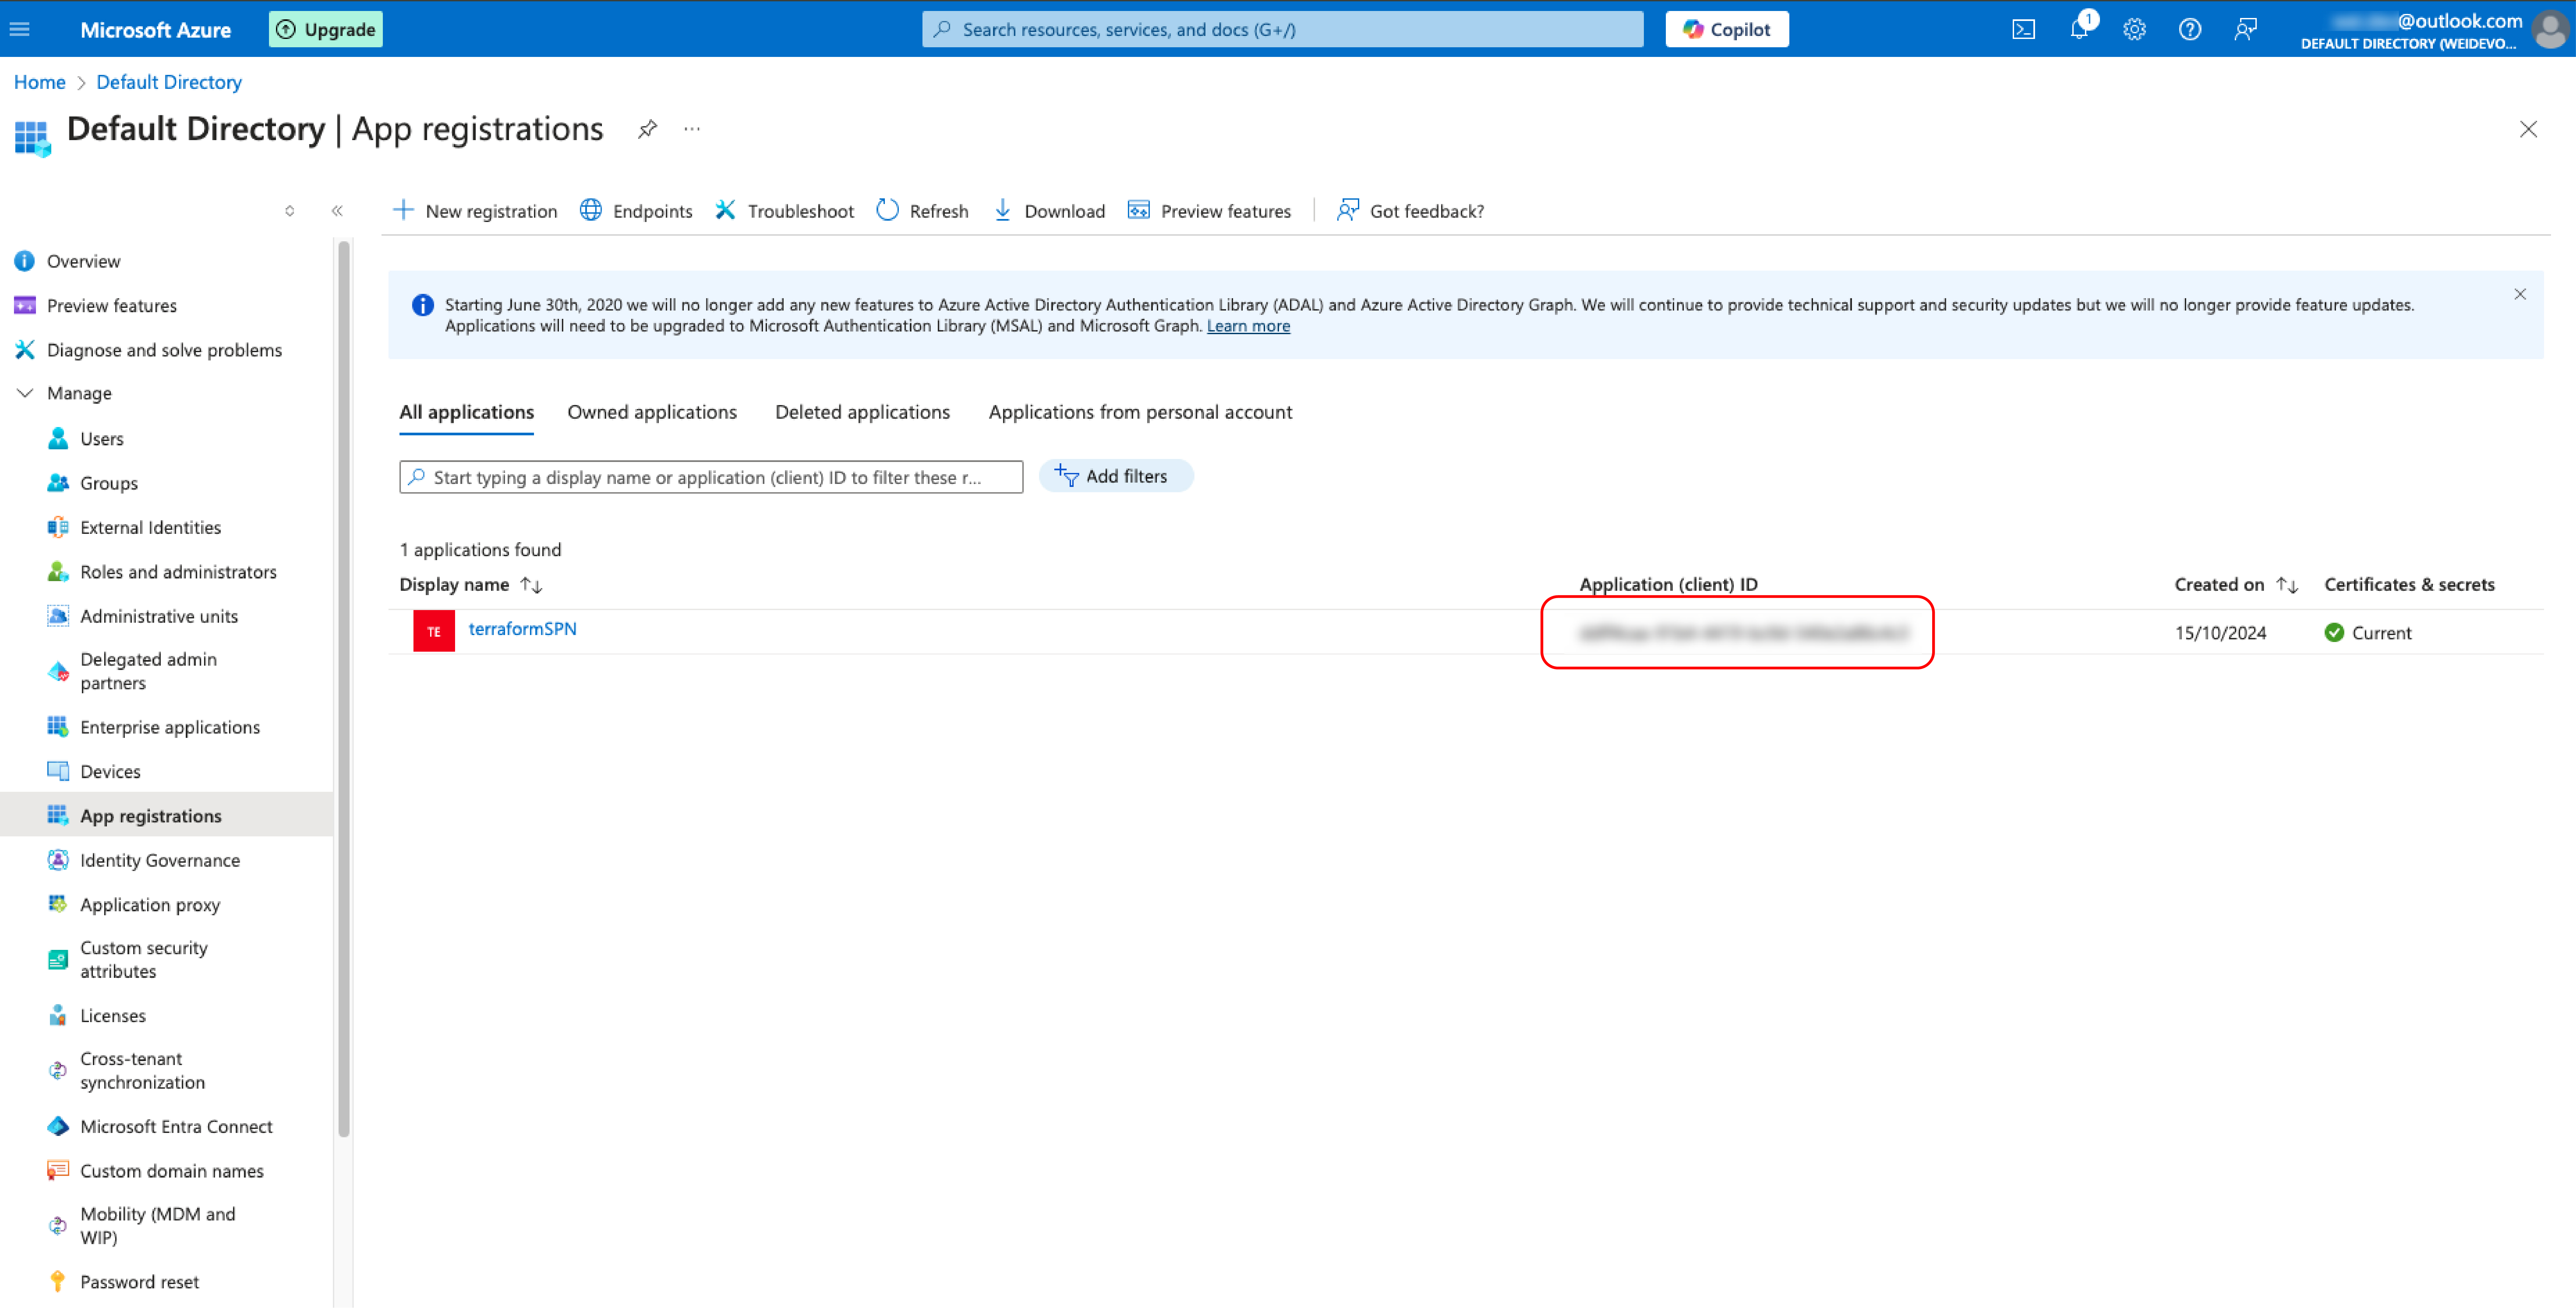 Microsoft Azure
Upgrade
Search resources, services, and docs (G+/)
Copilot
1
@outlook.com
DEFAULT DIRECTORY (WEIDEVO...
Home > Default Directory
Default Directory | App registrations
New registration
Endpoints
Troubleshoot
Refresh
Download
Preview features
Got feedback?
Overview
Preview features
Diagnose and solve problems
Manage
Users
Groups
External Identities
Roles and administrators
Administrative units
Delegated admin
partners
Enterprise applications
Devices
App registrations
Identity Governance
Application proxy
Custom security
attributes
Licenses
Cross-tenant
synchronization
Microsoft Entra Connect
Custom domain names
Mobility (MDM and
WIP)
Password reset
Starting June 30th, 2020 we will no longer add any new features to Azure Active Directory Authentication Library (ADAL) and Azure Active Directory Graph. We will continue to provide technical support and security updates but we will no longer provide feature updates.
Applications will need to be upgraded to Microsoft Authentication Library (MSAL) and Microsoft Graph. Learn more
All applications
Owned applications
Deleted applications
Applications from personal account
Start typing a display name or application (client) ID to filter these r...
Add filters
1 applications found
Display name
Application (client) ID
Created on
Certificates & secrets
TE
terraformSPN
15/10/2024
Current